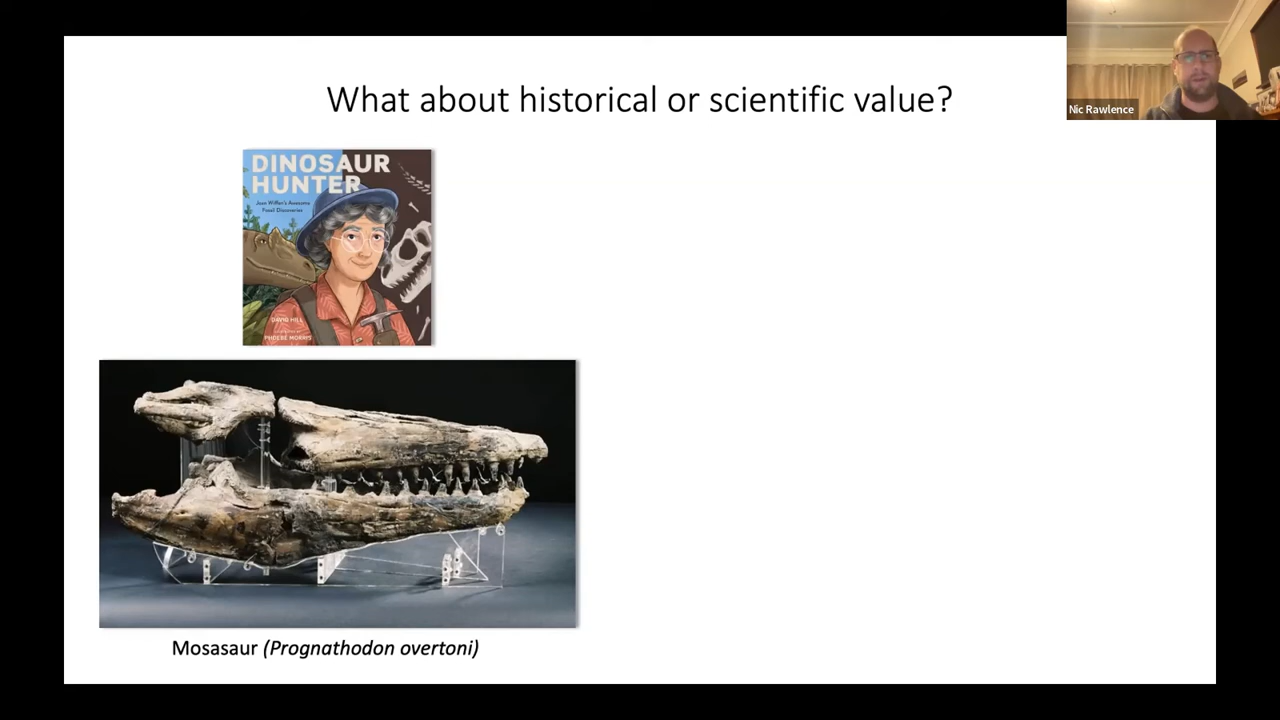 What about historical or scientific value?
Nic Rawlence
DINOSAUR
HUNTER
Joan Wiffen's Awesome
Fossil Discoveries
DAVID HILL
PHOEBE MORRIS
Mosasaur (Prognathodon overtoni)